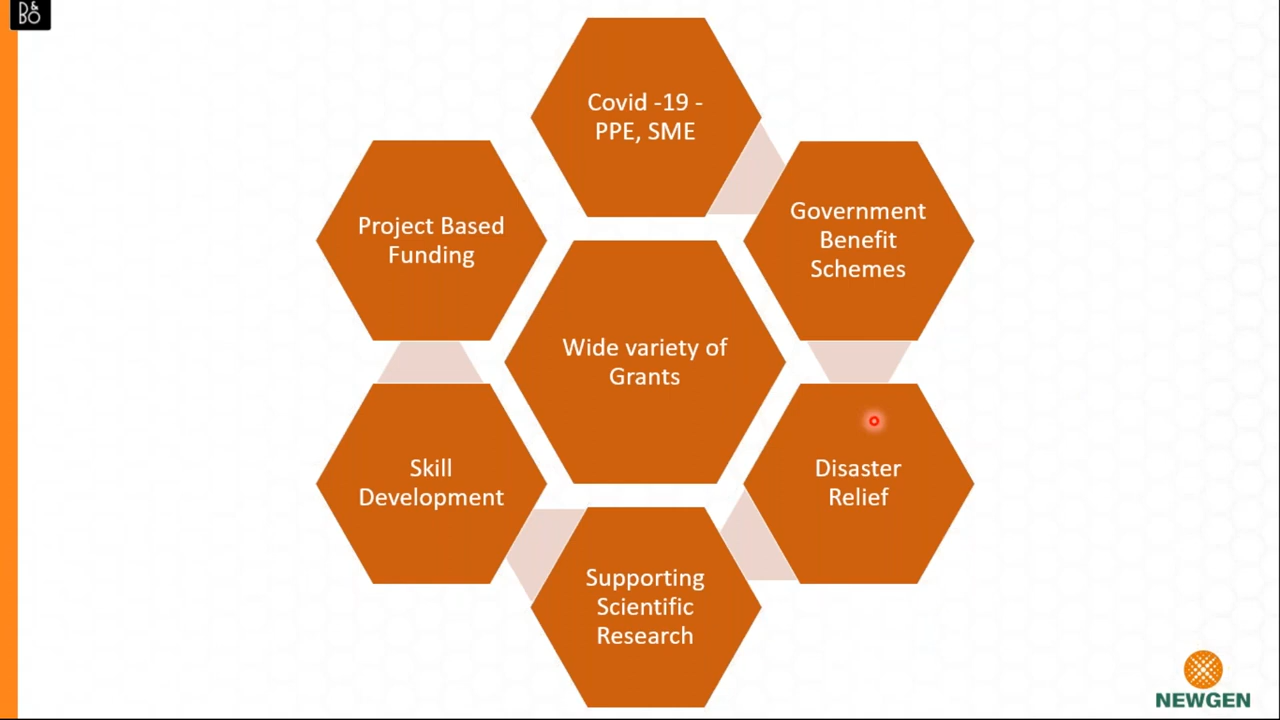 B&O
Covid -19 -
PPE, SME
Government
Benefit
Schemes
Project Based
Funding
Wide variety of
Grants
Skill
Development
Disaster
Relief
Supporting
Scientific
Research
NEWGEN